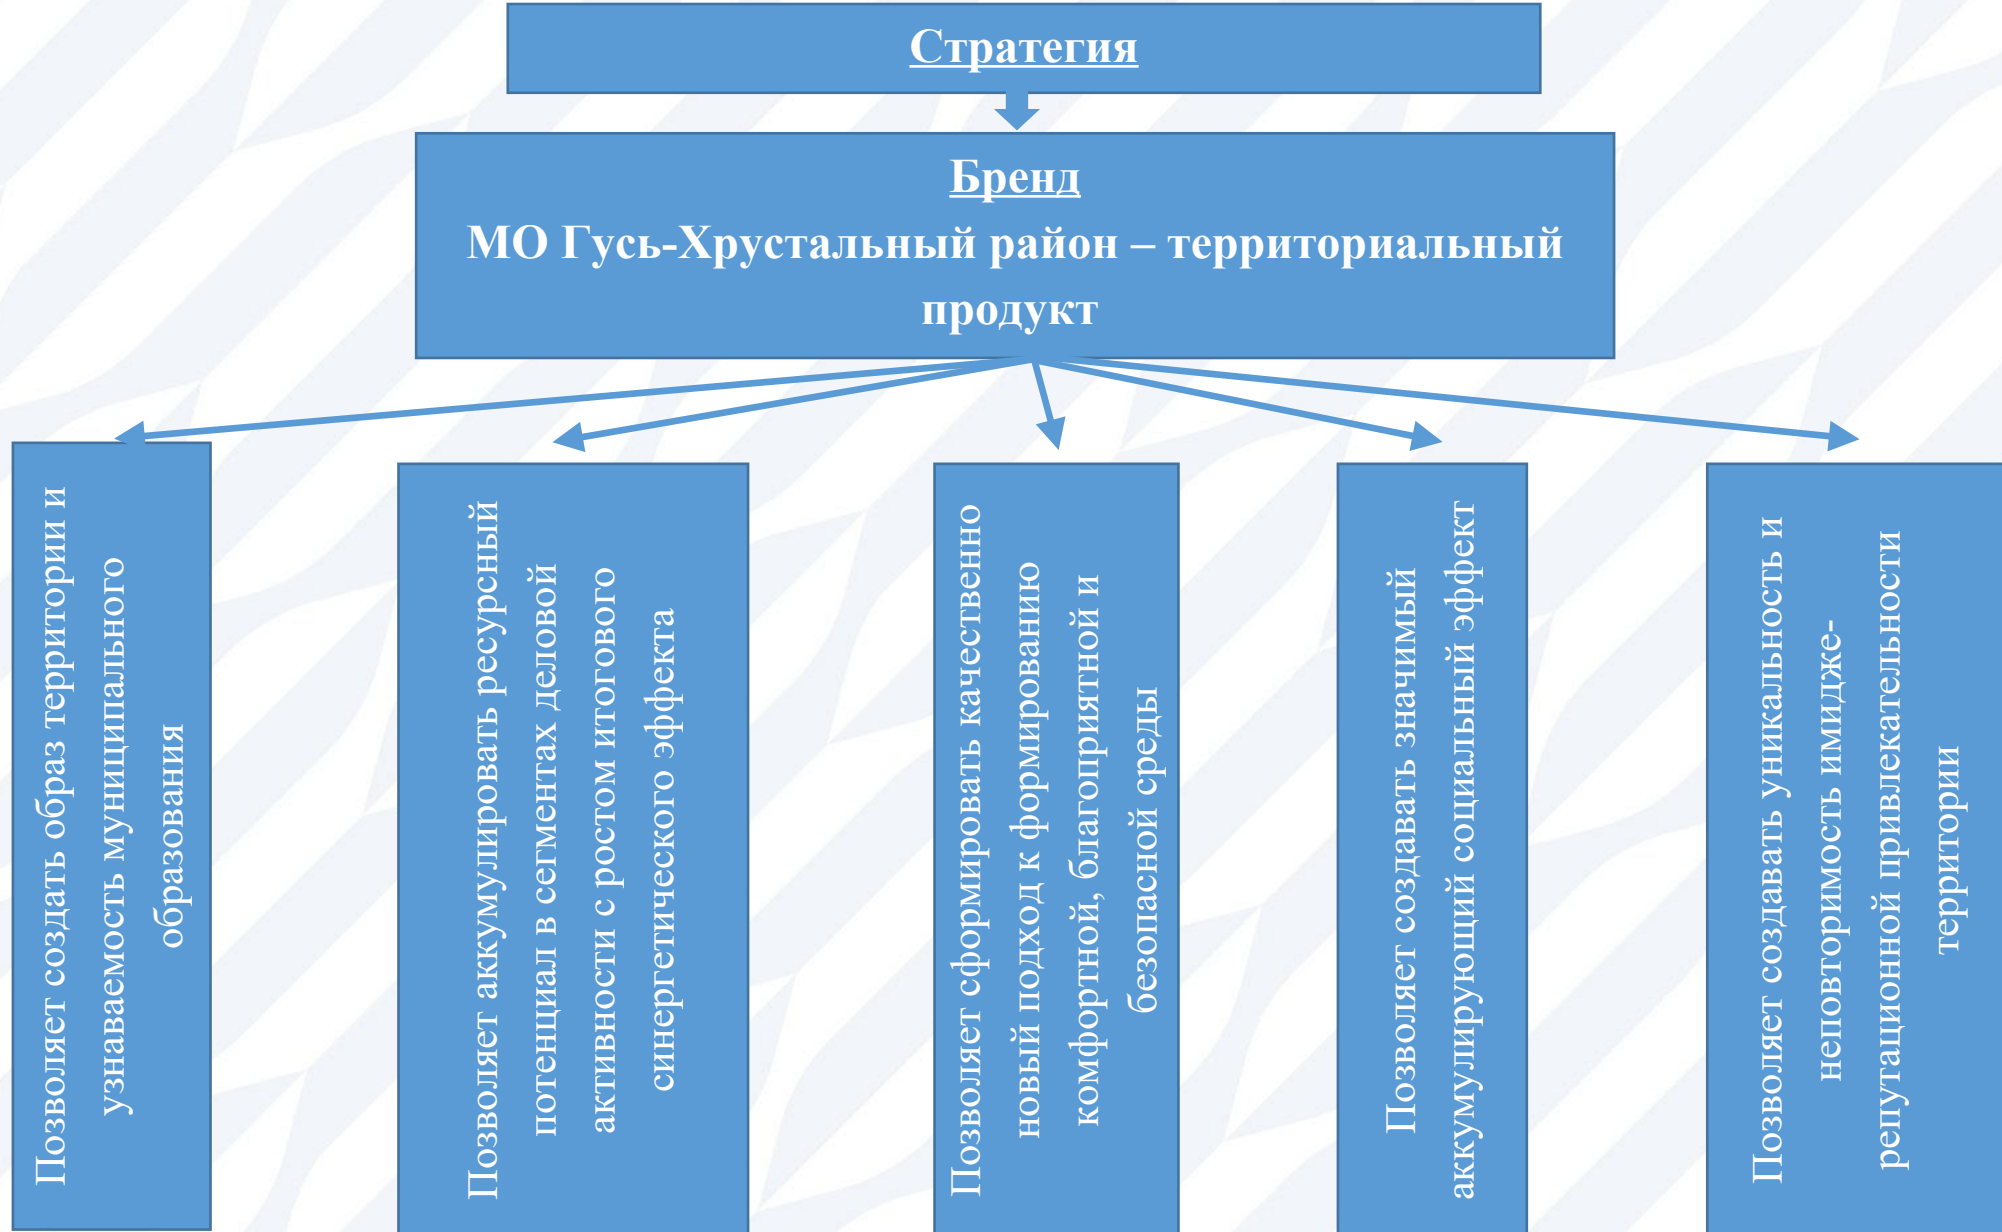 Стратегия
Бренд
МО Гусь-Хрустальный район – территориальный
продукт
Позволяет создать образ территории и
узнаваемость муниципального
образования
Позволяет аккумулировать ресурсный
потенциал в сегментах деловой
активности с ростом итогового
синергетического эффекта
Позволяет сформировать качественно
новый подход к формированию
комфортной, благоприятной и
безопасной среды
Позволяет создавать значимый
аккумулирующий социальный эффект
Позволяет создавать уникальность и
неповторимость имидже-
репутационной привлекательности
территории